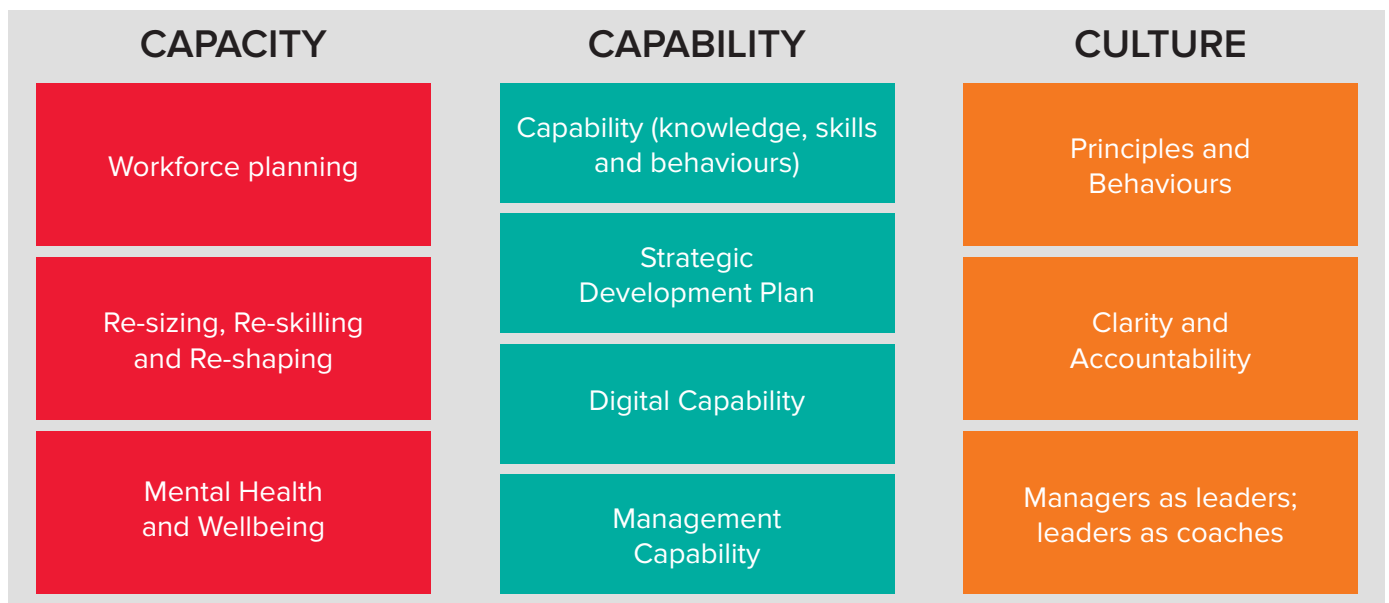 CAPACITY
Workforce planning
Re-sizing, Re-skilling
and Re-shaping
Mental Health
and Wellbeing
CAPABILITY
Capability (knowledge, skills
and behaviours)
Strategic
Development Plan
Digital Capability
Management
Capability
CULTURE
Principles and
Behaviours
Clarity and
Accountability
Managers as leaders;
leaders as coaches